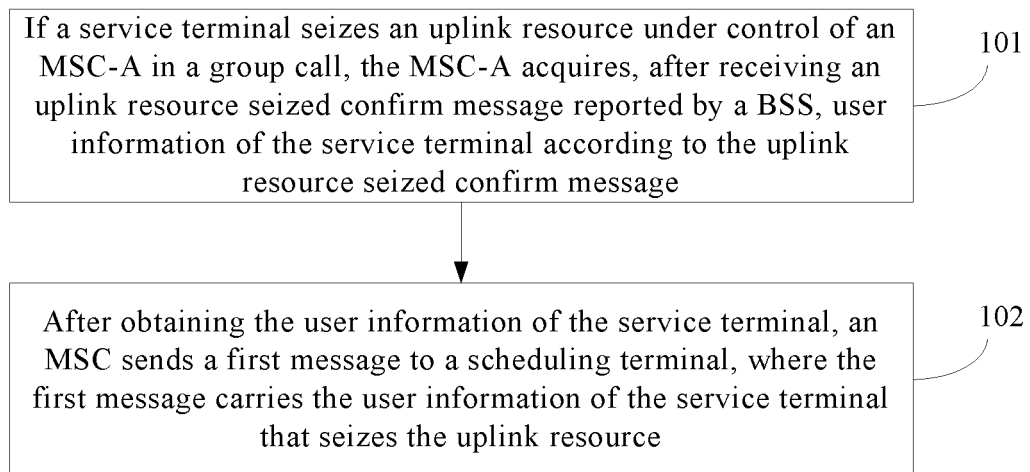 If a service terminal seizes an uplink resource under control of an
MSC-A in a group call, the MSC-A acquires, after receiving an
uplink resource seized confirm message reported by a BSS, user
information of the service terminal according to the uplink
resource seized confirm message
101
After obtaining the user information of the service terminal, an
MSC sends a first message to a scheduling terminal, where the
first message carries the user information of the service terminal
that seizes the uplink resource
102